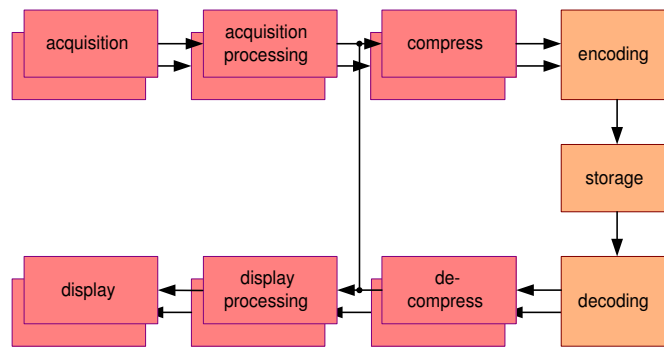 acquisition
acquisition
processing
compress
encoding
storage
display
display
processing
de-
compress
decoding